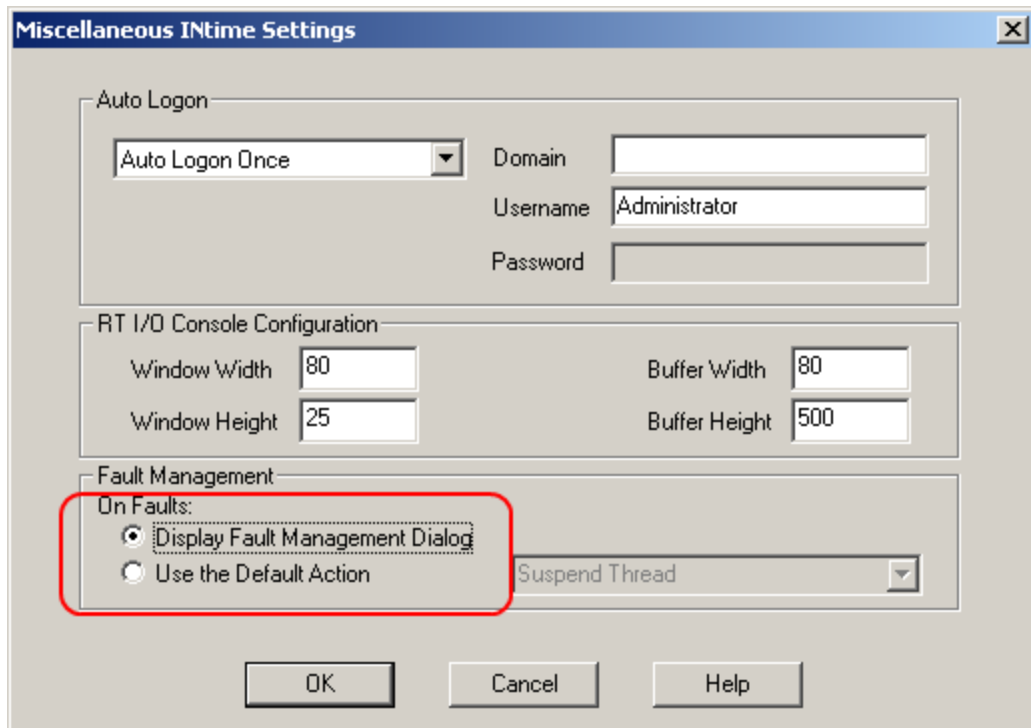 Miscellaneous INtime Settings
Auto Logon
Auto Logon Once
Domain
Username Administrator
Password
RT I/O Console Configuration
Window Width 80 Buffer Width 80
Window Height 25 Buffer Height 500
Fault Management
On Faults:
Display Fault Management Dialog
Use the Default Action Suspend Thread
OK Cancel Help